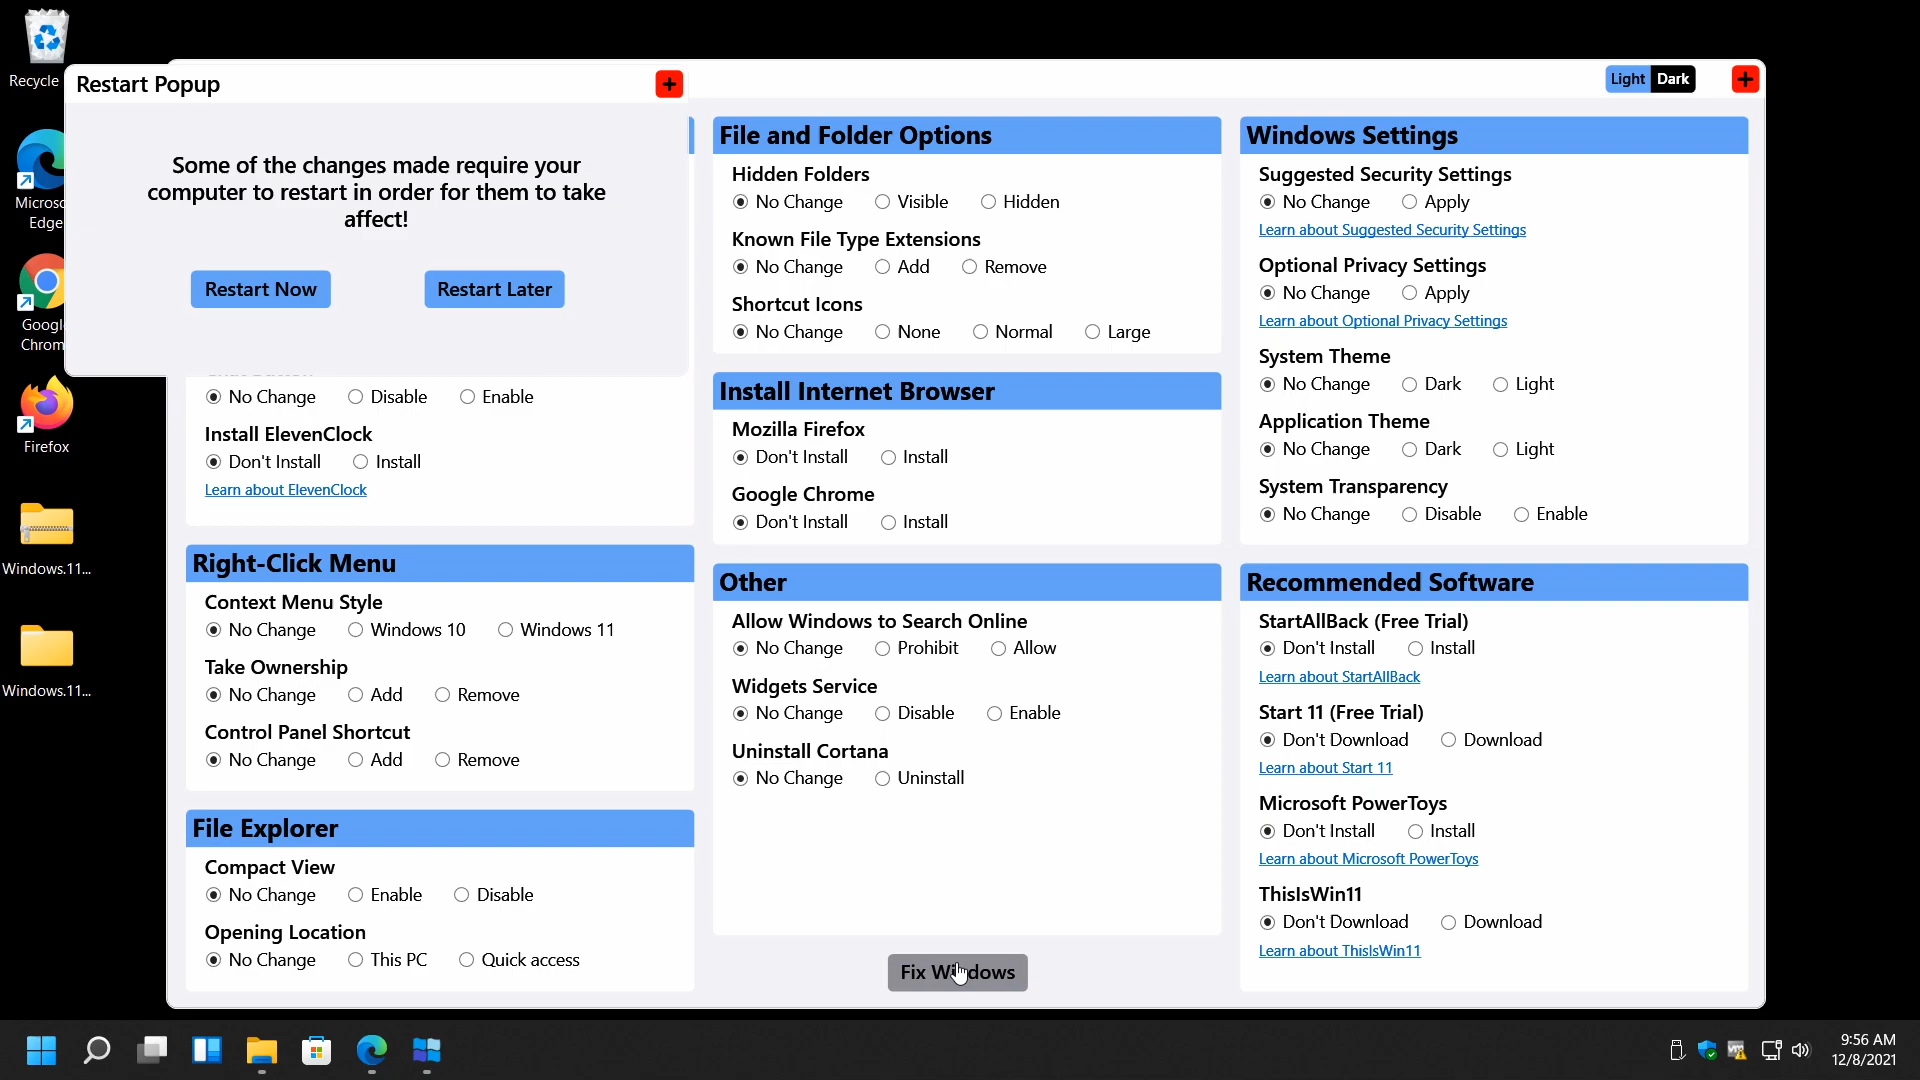 Recycle
Microso
Edge
Googl
Chrom
Firefox
Windows.11...
Windows.11...
Restart Popup
Some of the changes made require your
computer to restart in order for them to take
affect!
Restart Now
Restart Later
Light Dark
No Change Disable Enable
Install ElevenClock
Don't Install Install
Learn about ElevenClock
Right-Click Menu
Context Menu Style
No Change Windows 10 Windows 11
Take Ownership
No Change Add Remove
Control Panel Shortcut
No Change Add Remove
File Explorer
Compact View
No Change Enable Disable
Opening Location
No Change This PC Quick access
File and Folder Options
Hidden Folders
No Change Visible Hidden
Known File Type Extensions
No Change Add Remove
Shortcut Icons
No Change None Normal Large
Install Internet Browser
Mozilla Firefox
Don't Install Install
Google Chrome
Don't Install Install
Other
Allow Windows to Search Online
No Change Prohibit Allow
Widgets Service
No Change Disable Enable
Uninstall Cortana
No Change Uninstall
Fix Windows
Windows Settings
Suggested Security Settings
No Change Apply
Learn about Suggested Security Settings
Optional Privacy Settings
No Change Apply
Learn about Optional Privacy Settings
System Theme
No Change Dark Light
Application Theme
No Change Dark Light
System Transparency
No Change Disable Enable
Recommended Software
StartAllBack (Free Trial)
Don't Install Install
Learn about StartAllBack
Start 11 (Free Trial)
Don't Download Download
Learn about Start 11
Microsoft PowerToys
Don't Install Install
Learn about Microsoft PowerToys
ThisIsWin11
Don't Download Download
Learn about ThisIsWin11
9:56 AM
12/8/2021